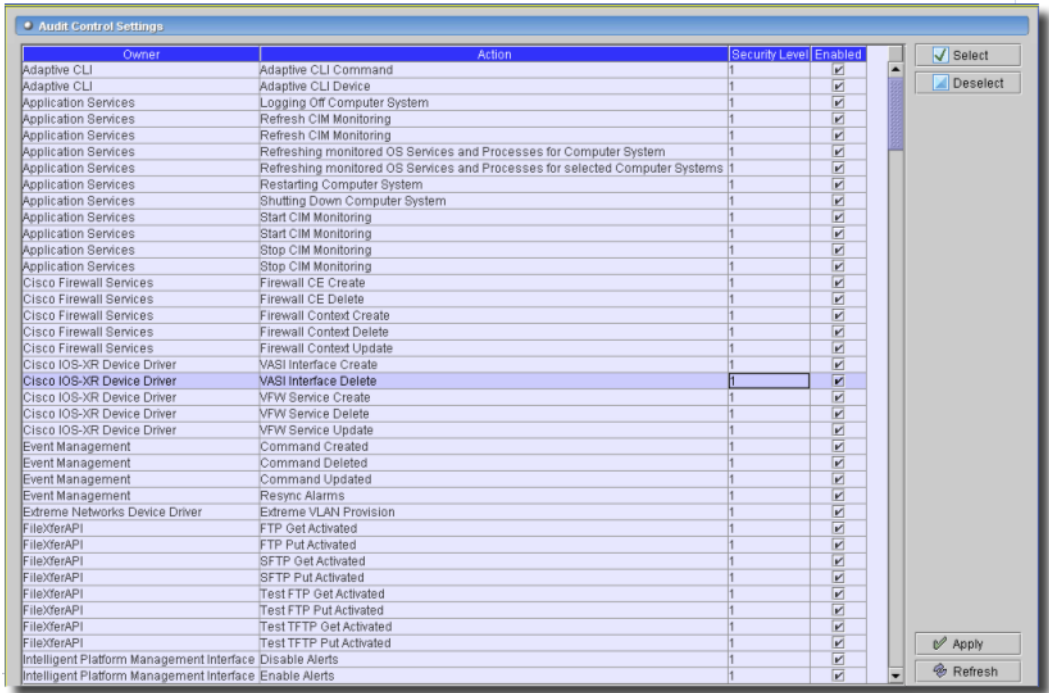 Audit Control Settings
Owner Action Security Level Enabled
Select
Adaptive CLI Adaptive CLI Command 1
Adaptive CLI Adaptive CLI Device 1
Deselect
Application Services Logging Off Computer System 1
Application Services Refresh CIM Monitoring 1
Application Services Refresh CIM Monitoring 1
Application Services Refreshing monitored OS Services and Processes for Computer System 1
Application Services Refreshing monitored OS Services and Processes for selected Computer Systems 1
Application Services Restarting Computer System 1
Application Services Shutting Down Computer System 1
Application Services Start CIM Monitoring 1
Application Services Start CIM Monitoring 1
Application Services Stop CIM Monitoring 1
Application Services Stop CIM Monitoring 1
Cisco Firewall Services Firewall CE Create 1
Cisco Firewall Services Firewall CE Delete 1
Cisco Firewall Services Firewall Context Create 1
Cisco Firewall Services Firewall Context Delete 1
Cisco Firewall Services Firewall Context Update 1
Cisco IOS-XR Device Driver VASI Interface Create 1
Cisco IOS-XR Device Driver VASI Interface Delete 1
Cisco IOS-XR Device Driver VFW Service Create 1
Cisco IOS-XR Device Driver VFW Service Delete 1
Cisco IOS-XR Device Driver VFW Service Update 1
Event Management Command Created 1
Event Management Command Deleted 1
Event Management Command Updated 1
Event Management Resync Alarms 1
Extreme Networks Device Driver Extreme VLAN Provision 1
FileXferAPI FTP Get Activated 1
FileXferAPI FTP Put Activated 1
FileXferAPI SFTP Get Activated 1
FileXferAPI SFTP Put Activated 1
FileXferAPI Test FTP Get Activated 1
FileXferAPI Test FTP Put Activated 1
FileXferAPI Test TFTP Get Activated 1
FileXferAPI Test TFTP Put Activated 1
Apply
Intelligent Platform Management Interface Disable Alerts 1
Intelligent Platform Management Interface Enable Alerts 1
Refresh